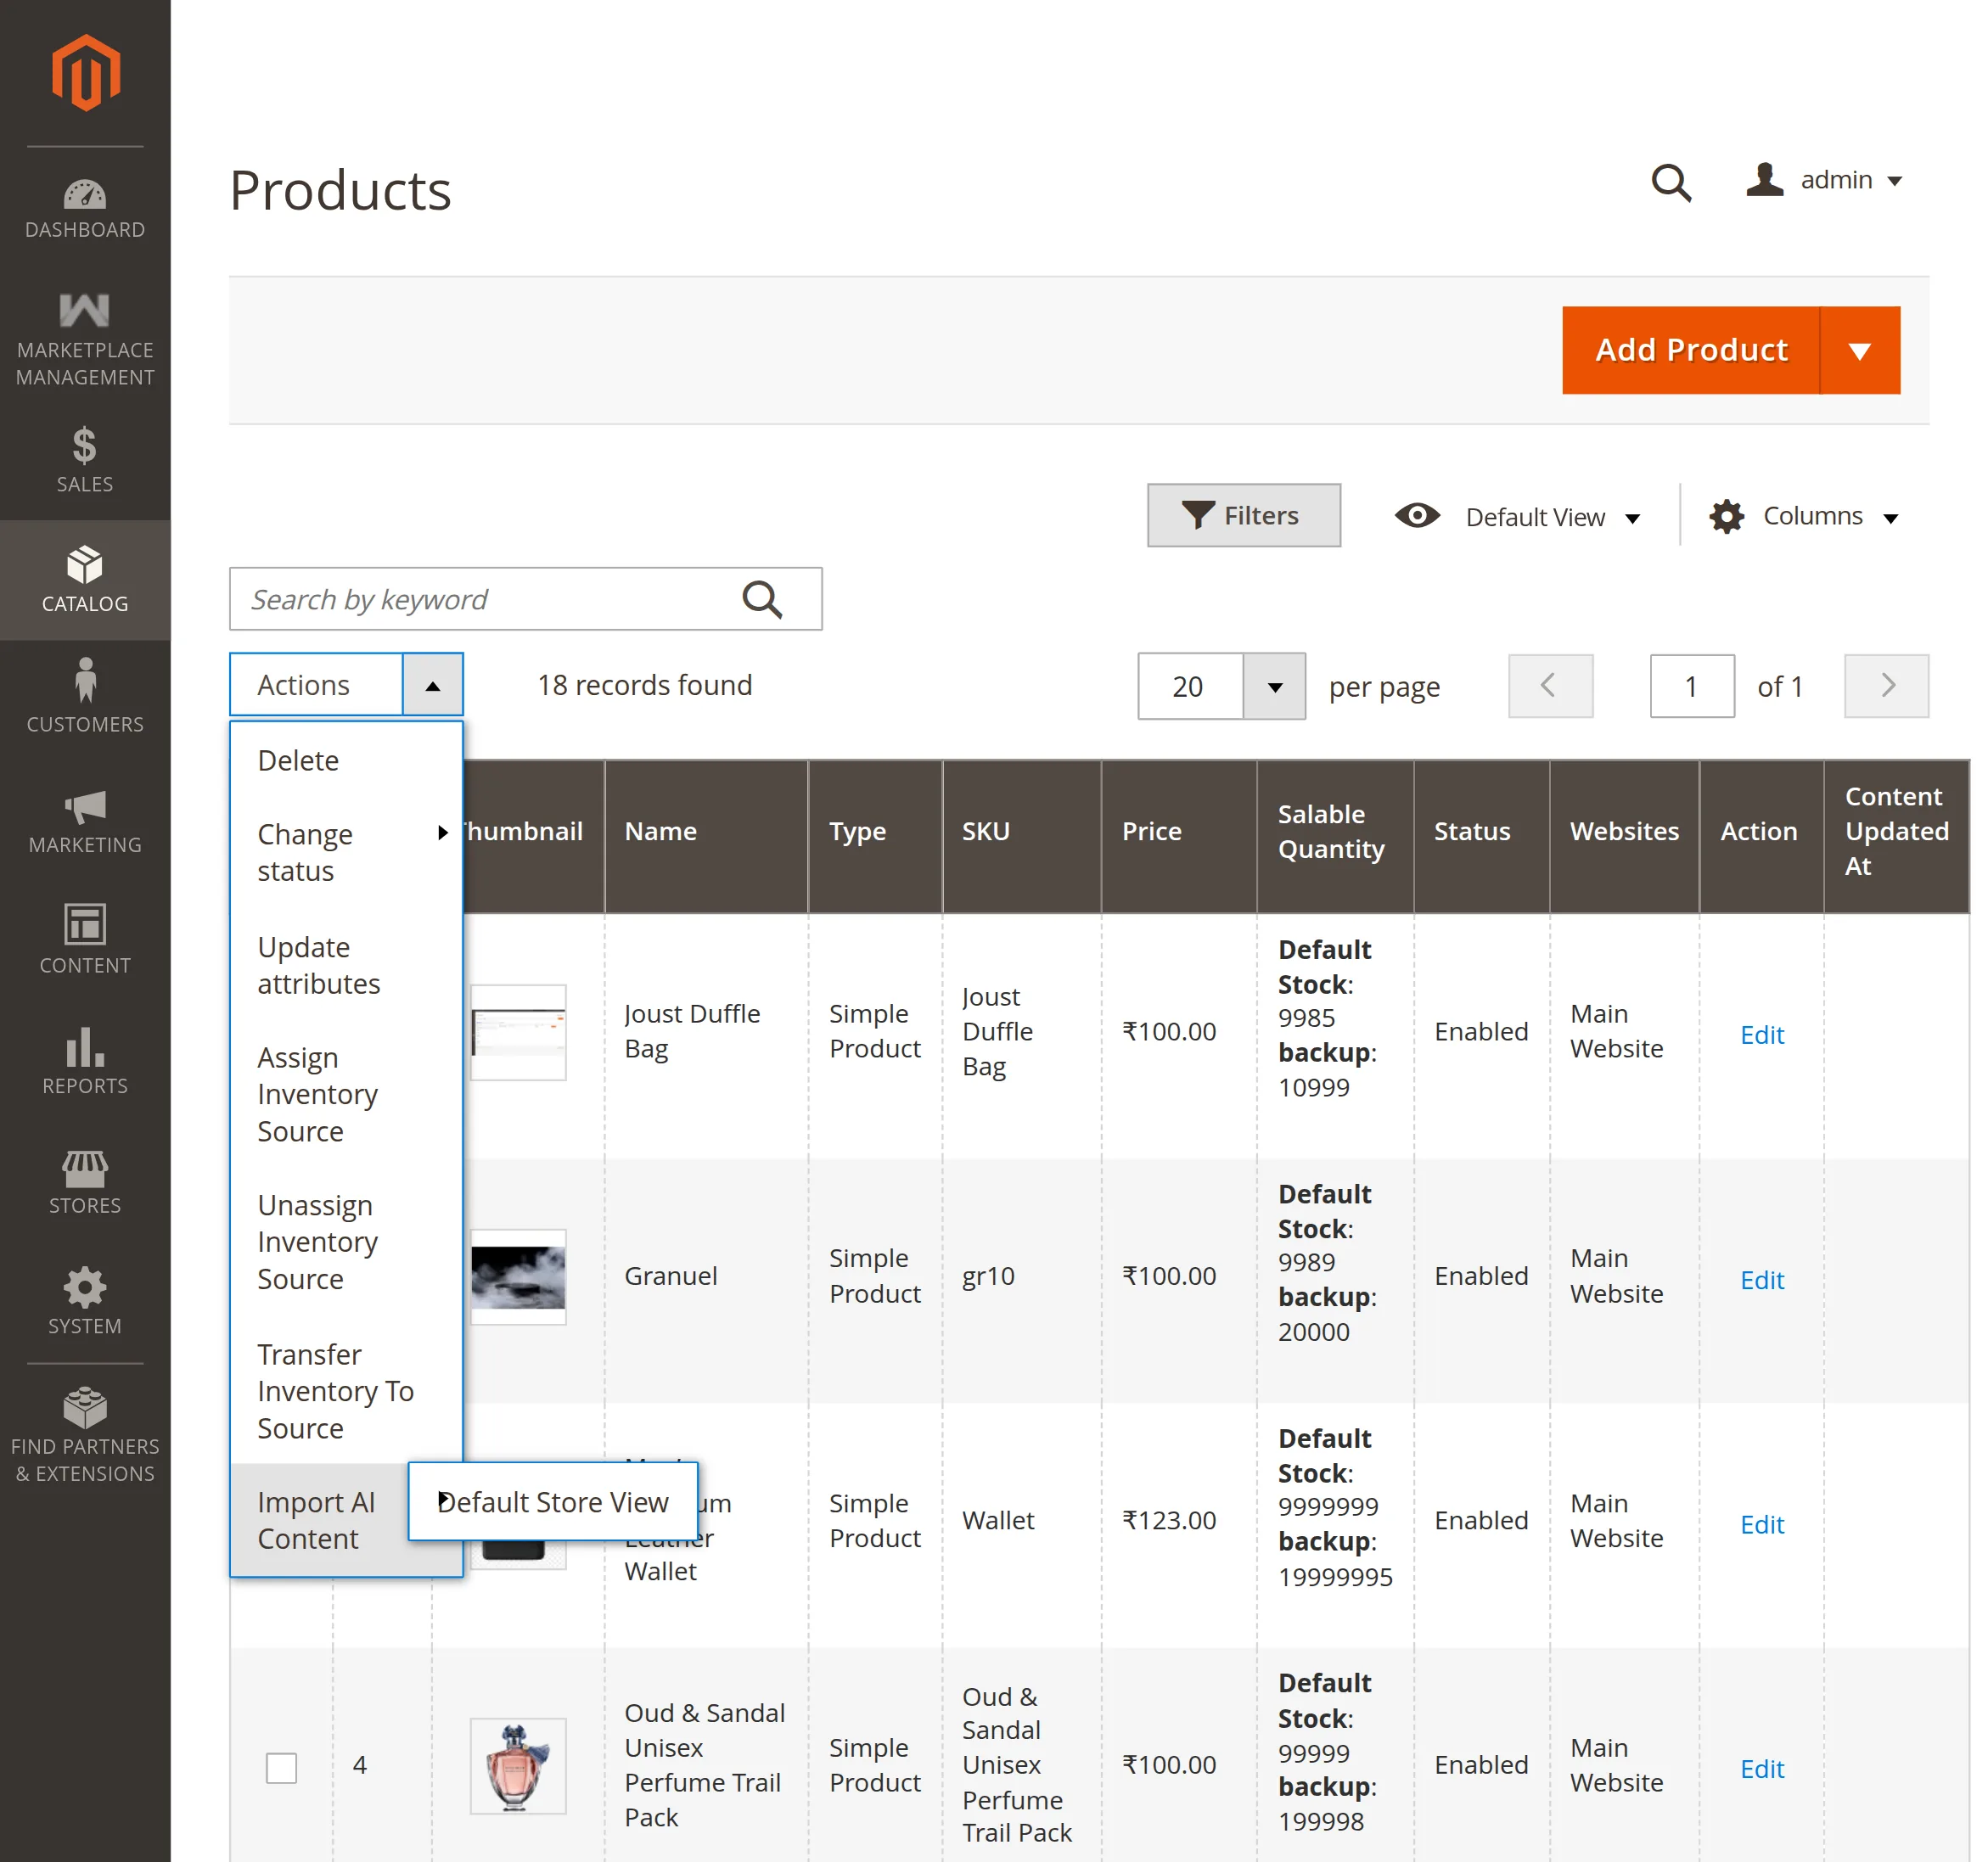 Products
admin
Add Product
Filters
Default View
Columns
Search by keyword
Actions
18 records found
20
per page
1
of 1
DASHBOARD
MARKETPLACE
MANAGEMENT
SALES
CATALOG
CUSTOMERS
MARKETING
CONTENT
REPORTS
STORES
SYSTEM
FIND PARTNERS
& EXTENSIONS
Delete
Change
status
Update
attributes
Assign
Inventory
Source
Unassign
Inventory
Source
Transfer
Inventory To
Source
Import AI
Content
Default Store View
Name
Type
SKU
Price
Salable
Quantity
Status
Websites
Action
Content
Updated
At
Joust Duffle
Bag
Simple
Product
Joust
Duffle
Bag
₹100.00
Default
Stock:
9985
backup:
10999
Enabled
Main
Website
Edit
Granuel
Simple
Product
gr10
₹100.00
Default
Stock:
9989
backup:
20000
Enabled
Main
Website
Edit
Wallet
Simple
Product
Wallet
₹123.00
Default
Stock:
9999999
backup:
19999995
Enabled
Main
Website
Edit
4
Oud & Sandal
Unisex
Perfume Trail
Pack
Simple
Product
Oud &
Sandal
Unisex
Perfume
Trail Pack
₹100.00
Default
Stock:
99999
backup:
199998
Enabled
Main
Website
Edit